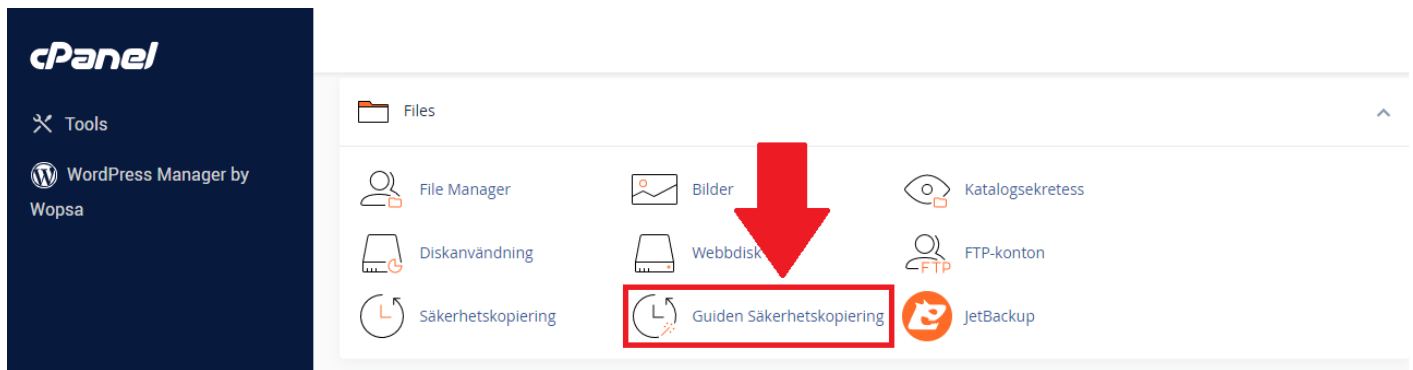 cPanel
Tools
WordPress Manager by
Wopsa
Files
File Manager
Bilder
Katalogsekretess
Diskanvändning
Webbdisk
FTP-konton
FTP
Säkerhetskopiering
Guiden Säkerhetskopiering
JetBackup